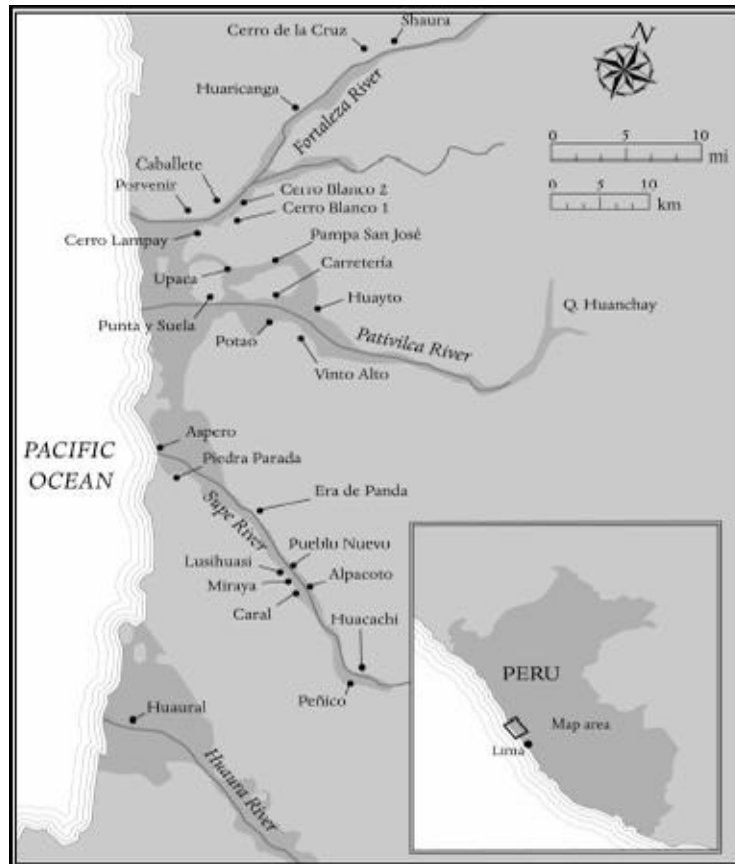 Shaura
Cerro de la Cruz
N
Huaricanga
Fortaleza River
0 5 10
mi
Caballete
Porvenir
Cerro Blanco 2
0 5 10
km
Cerro Blanco 1
Cerro Lampay
Pampa San José
Upaca
Carretería
Huayto
Q. Huanchay
Punta y Suela
Potao
Pativilca River
Vinto Alto
Aspero
PACIFIC
OCEAN
Piedra Parada
Era de Panda
Supe River
Pueblo Nuevo
Lusihuasi
Miraya
Alpacoto
Caral
Huacachi
Peñico
PERU
Huaural
Map area
Lima
Huaura River